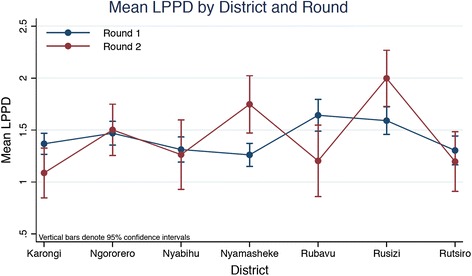 Mean LPPD by District and Round
Round 1
Round 2
Mean LPPD
2.5
2
1.5
1
.5
Vertical bars denote 95% confidence intervals
Karongi Ngororero Nyabihu Nyamasheke Rubavu Rusizi Rutsiro
District